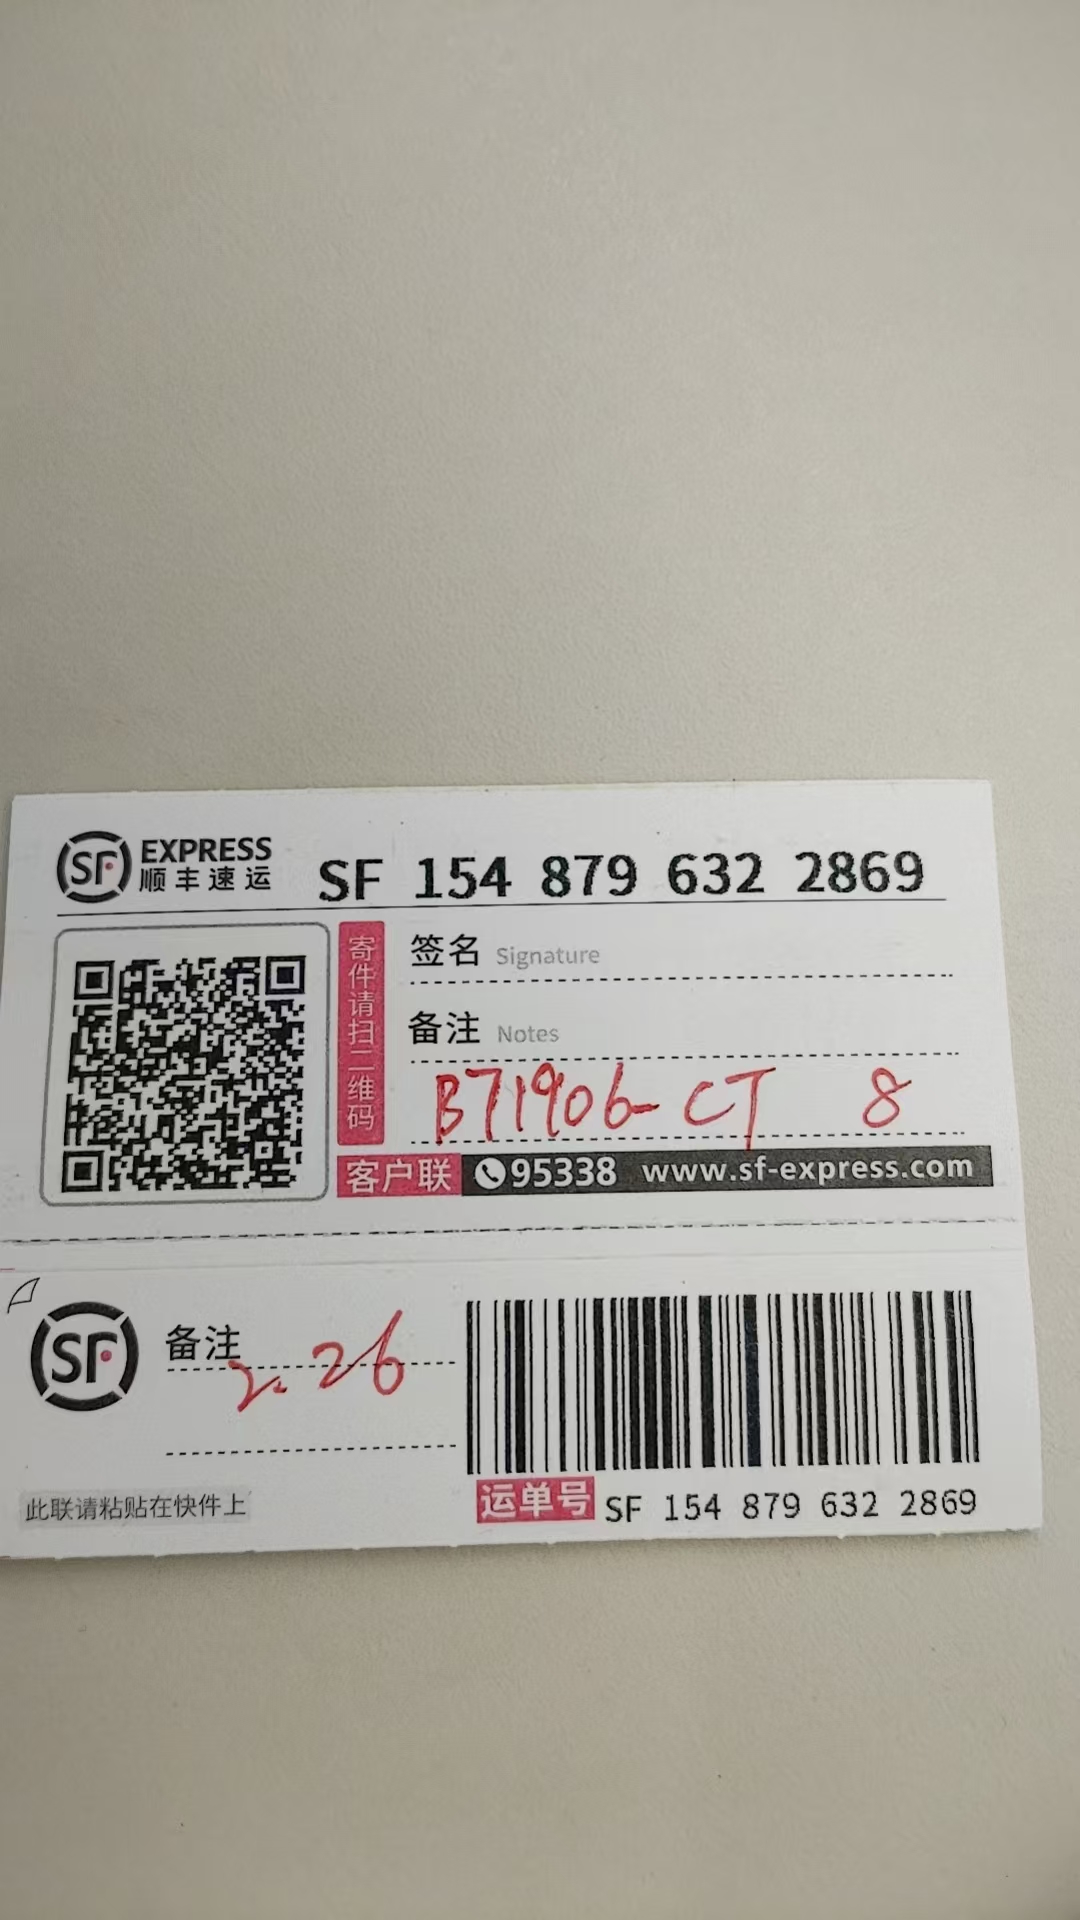 SF EXPRESS
顺丰速运
SF 154 879 632 2869
寄件请扫二维码
签名 Signature
备注 Notes
B71906-CT 8
客户联 95338 www.sf-express.com
SF
备注
2.26
此联请粘贴在快件上
运单号 SF 154 879 632 2869